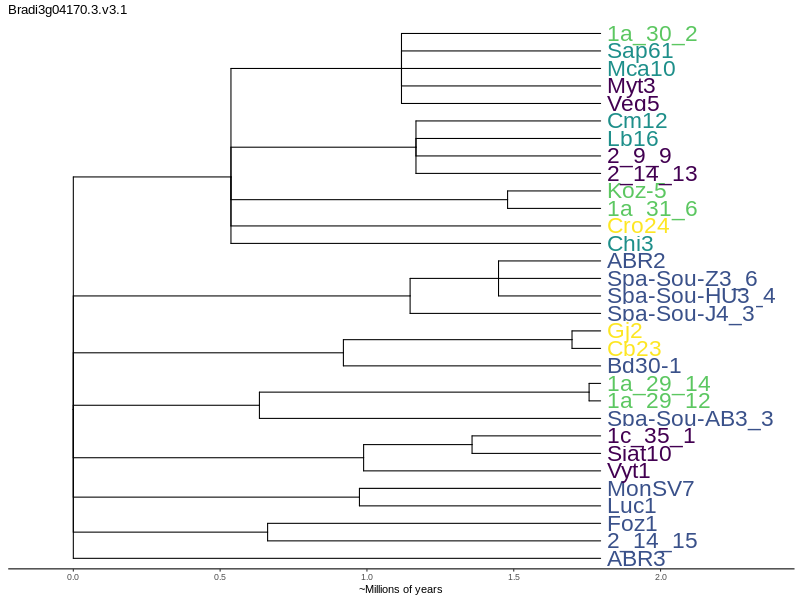 Bradi3g04170.3.v3.1
1a_30_2
Sap61
Mca10
Myt3
Veg5
Cm12
Lb16
2_9_9
2_14_13
Koz-5
1a_31_6
Cro24
Chi3
ABR2
Spa-Sou-Z3_6
Spa-Sou-HU3_4
Spa-Sou-J4_3
Gj2
Cb23
Bd30-1
1a_29_14
1a_29_12
Spa-Sou-AB3_3
1c_35_1
Siat10
Vyt1
MonSV7
Luc1
Foz1
2_14_15
ABR3
0.0 0.5 1.0 1.5 2.0
~Millions of years